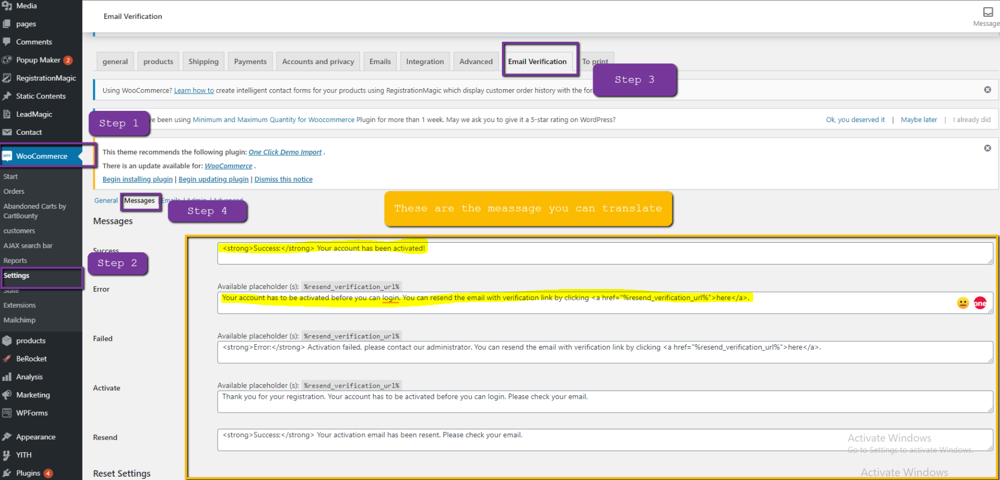 Media
pages
Comments
Popup Maker 2
RegistrationMagic
Static Contents
LeadMagic
Contact
WooCommerce
Start
Orders
Abandoned Carts by
CartBounty
customers
AJAX search bar
Reports
Settings
State
Extensions
Mailchimp
products
BeRocket
Analysis
Marketing
WPForms
Appearance
YITH
Plugins 4
Email Verification
Message
general products Shipping Payments Accounts and privacy Emails Integration Advanced Email Verification To print
Step 3
Using WooCommerce? Learn how to create intelligent contact forms for your products using RegistrationMagic which display customer order history with the for
Step 1
ve been using Minimum and Maximum Quantity for Woocommerce Plugin for more than 1 week. May we ask you to give it a 5-star rating on WordPress? Ok, you deserved it | Maybe later | I already did
This theme recommends the following plugin: One Click Demo Import .
There is an update available for: WooCommerce .
Begin installing plugin | Begin updating plugin | Dismiss this notice
General Messages Emails | Admin | Advanced
Step 4
These are the meassage you can translate
Messages
Success
<strong>Success:</strong> Your account has been activated!
Step 2
Available placeholder (s): %resend_verification_url%
Error
Your account has to be activated before you can login. You can resend the email with verification link by clicking <a href="%resend_verification_url%">here</a>.
one
Available placeholder (s): %resend_verification_url%
Failed
<strong>Error:</strong> Activation failed, please contact our administrator. You can resend the email with verification link by clicking <a href="%resend_verification_url%">here</a>.
Available placeholder (s): %resend_verification_url%
Activate
Thank you for your registration. Your account has to be activated before you can login. Please check your email.
Resend
<strong>Success:</strong> Your activation email has been resent. Please check your email.
Activate Windows
Go to Settings to activate Windows.
Reset Settings
Activate Windows